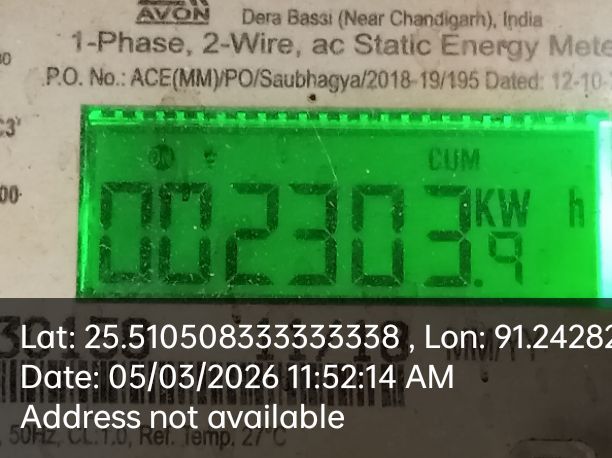 AVON
Dera Bassi (Near Chandigarh), India
1-Phase, 2-Wire, ac Static Energy Mete
P.O. No.: ACE(MM)/PO/Saubhagya/2018-19/195 Dated: 12-10-
CUM
002303.9 KW h
Lat: 25.510508333333338 , Lon: 91.24282
Date: 05/03/2026 11:52:14 AM
Address not available
50Hz, CL.1.0, Ref. Temp. 27°C